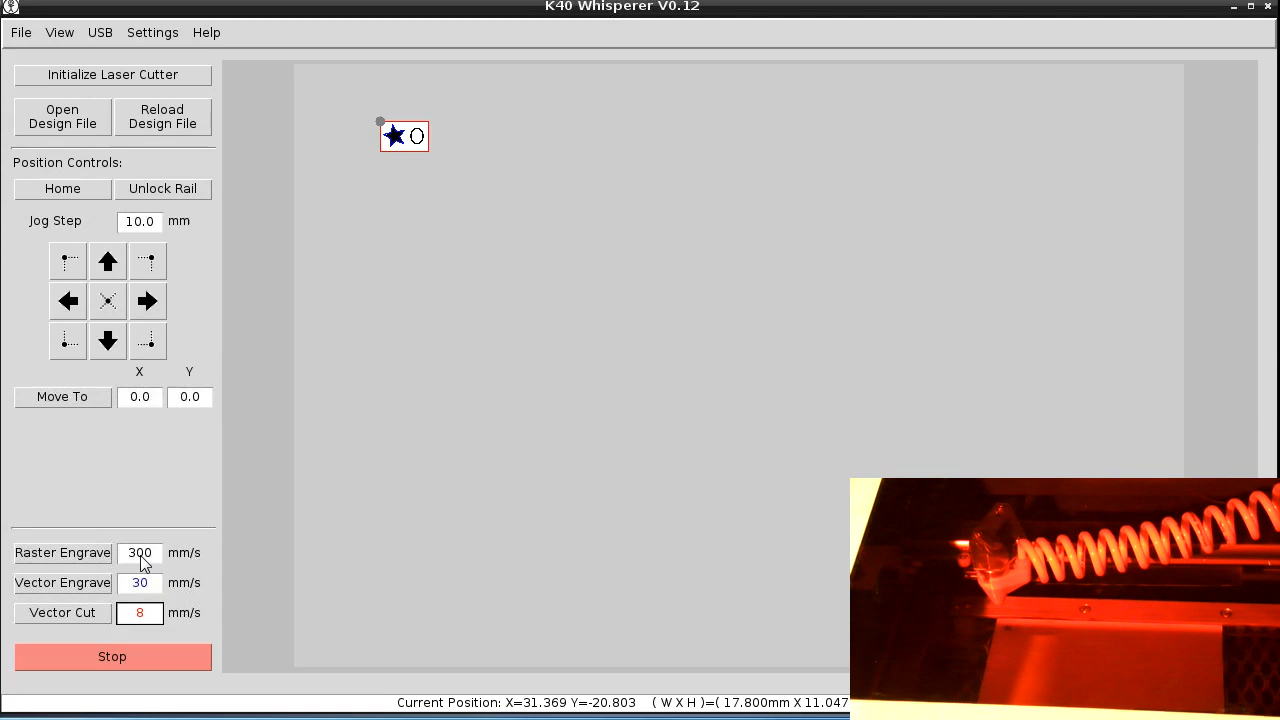 K40 Whisperer V0.12
File View USB Settings Help
Initialize Laser Cutter
Open Design File
Reload Design File
Position Controls:
Home
Unlock Rail
Jog Step 10.0 mm
X Y
Move To 0.0 0.0
Raster Engrave 300 mm/s
Vector Engrave 30 mm/s
Vector Cut 8 mm/s
Stop
O
Current Position: X=31.369 Y=-20.803 ( W X H )=( 17.800mm X 11.047